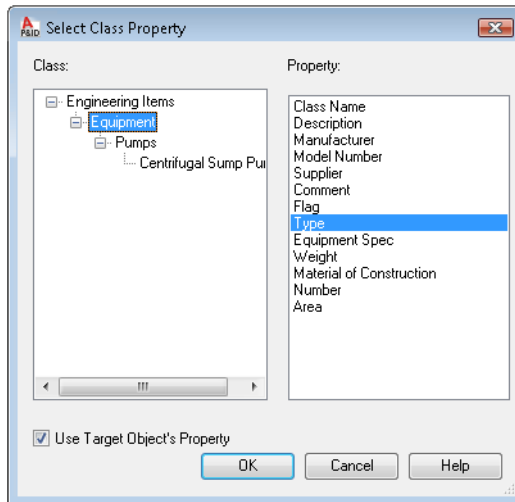 A
P&ID
Select Class Property
Class:
Property:
Engineering Items
Equipment
Pumps
Centrifugal Sump Pu
Class Name
Description
Manufacturer
Model Number
Supplier
Comment
Flag
Type
Equipment Spec
Weight
Material of Construction
Number
Area
Use Target Object's Property
OK
Cancel
Help